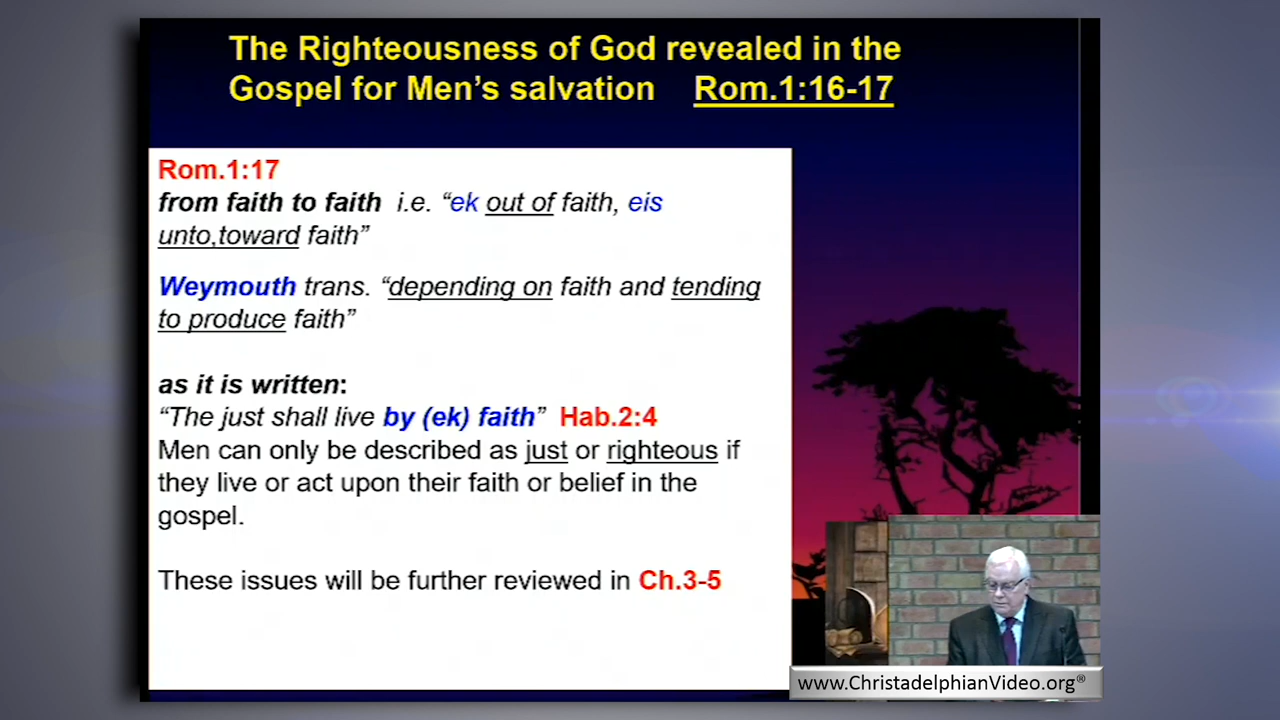 The Righteousness of God revealed in the
Gospel for Men's salvation Rom.1:16-17
Rom.1:17
from faith to faith i.e. “ek out of faith, eis
unto,toward faith”
Weymouth trans. “depending on faith and tending
to produce faith”
as it is written:
“The just shall live by (ek) faith” Hab.2:4
Men can only be described as just or righteous if
they live or act upon their faith or belief in the
gospel.
These issues will be further reviewed in Ch.3-5
www.ChristadelphianVideo.org®